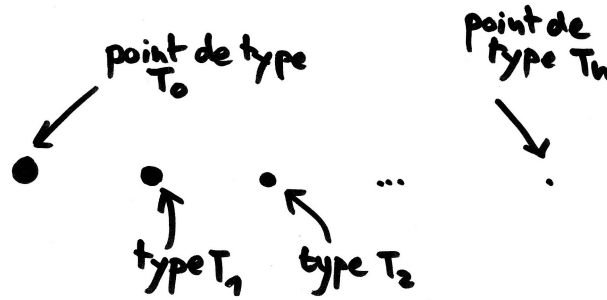 point de type
T₀
point de
type Tₙ
...
type T₁
type T₂